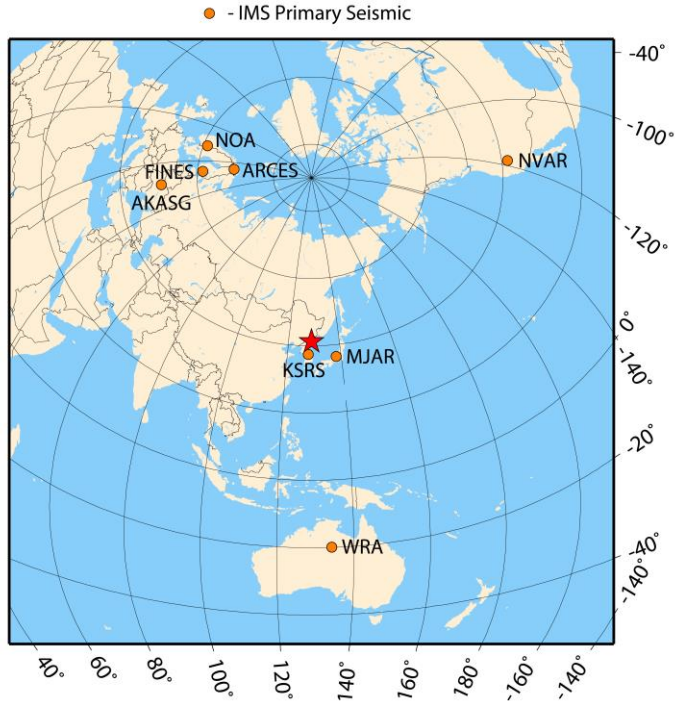 - IMS Primary Seismic
-40°
NOA
-100°
FINES
ARCES
NVAR
AKASG
-120°
0°
-140°
KSRS
MJAR
-20°
WRA
-40°
-140°
40°
60°
80°
100°
120°
140°
160°
180°
-160°
-140°